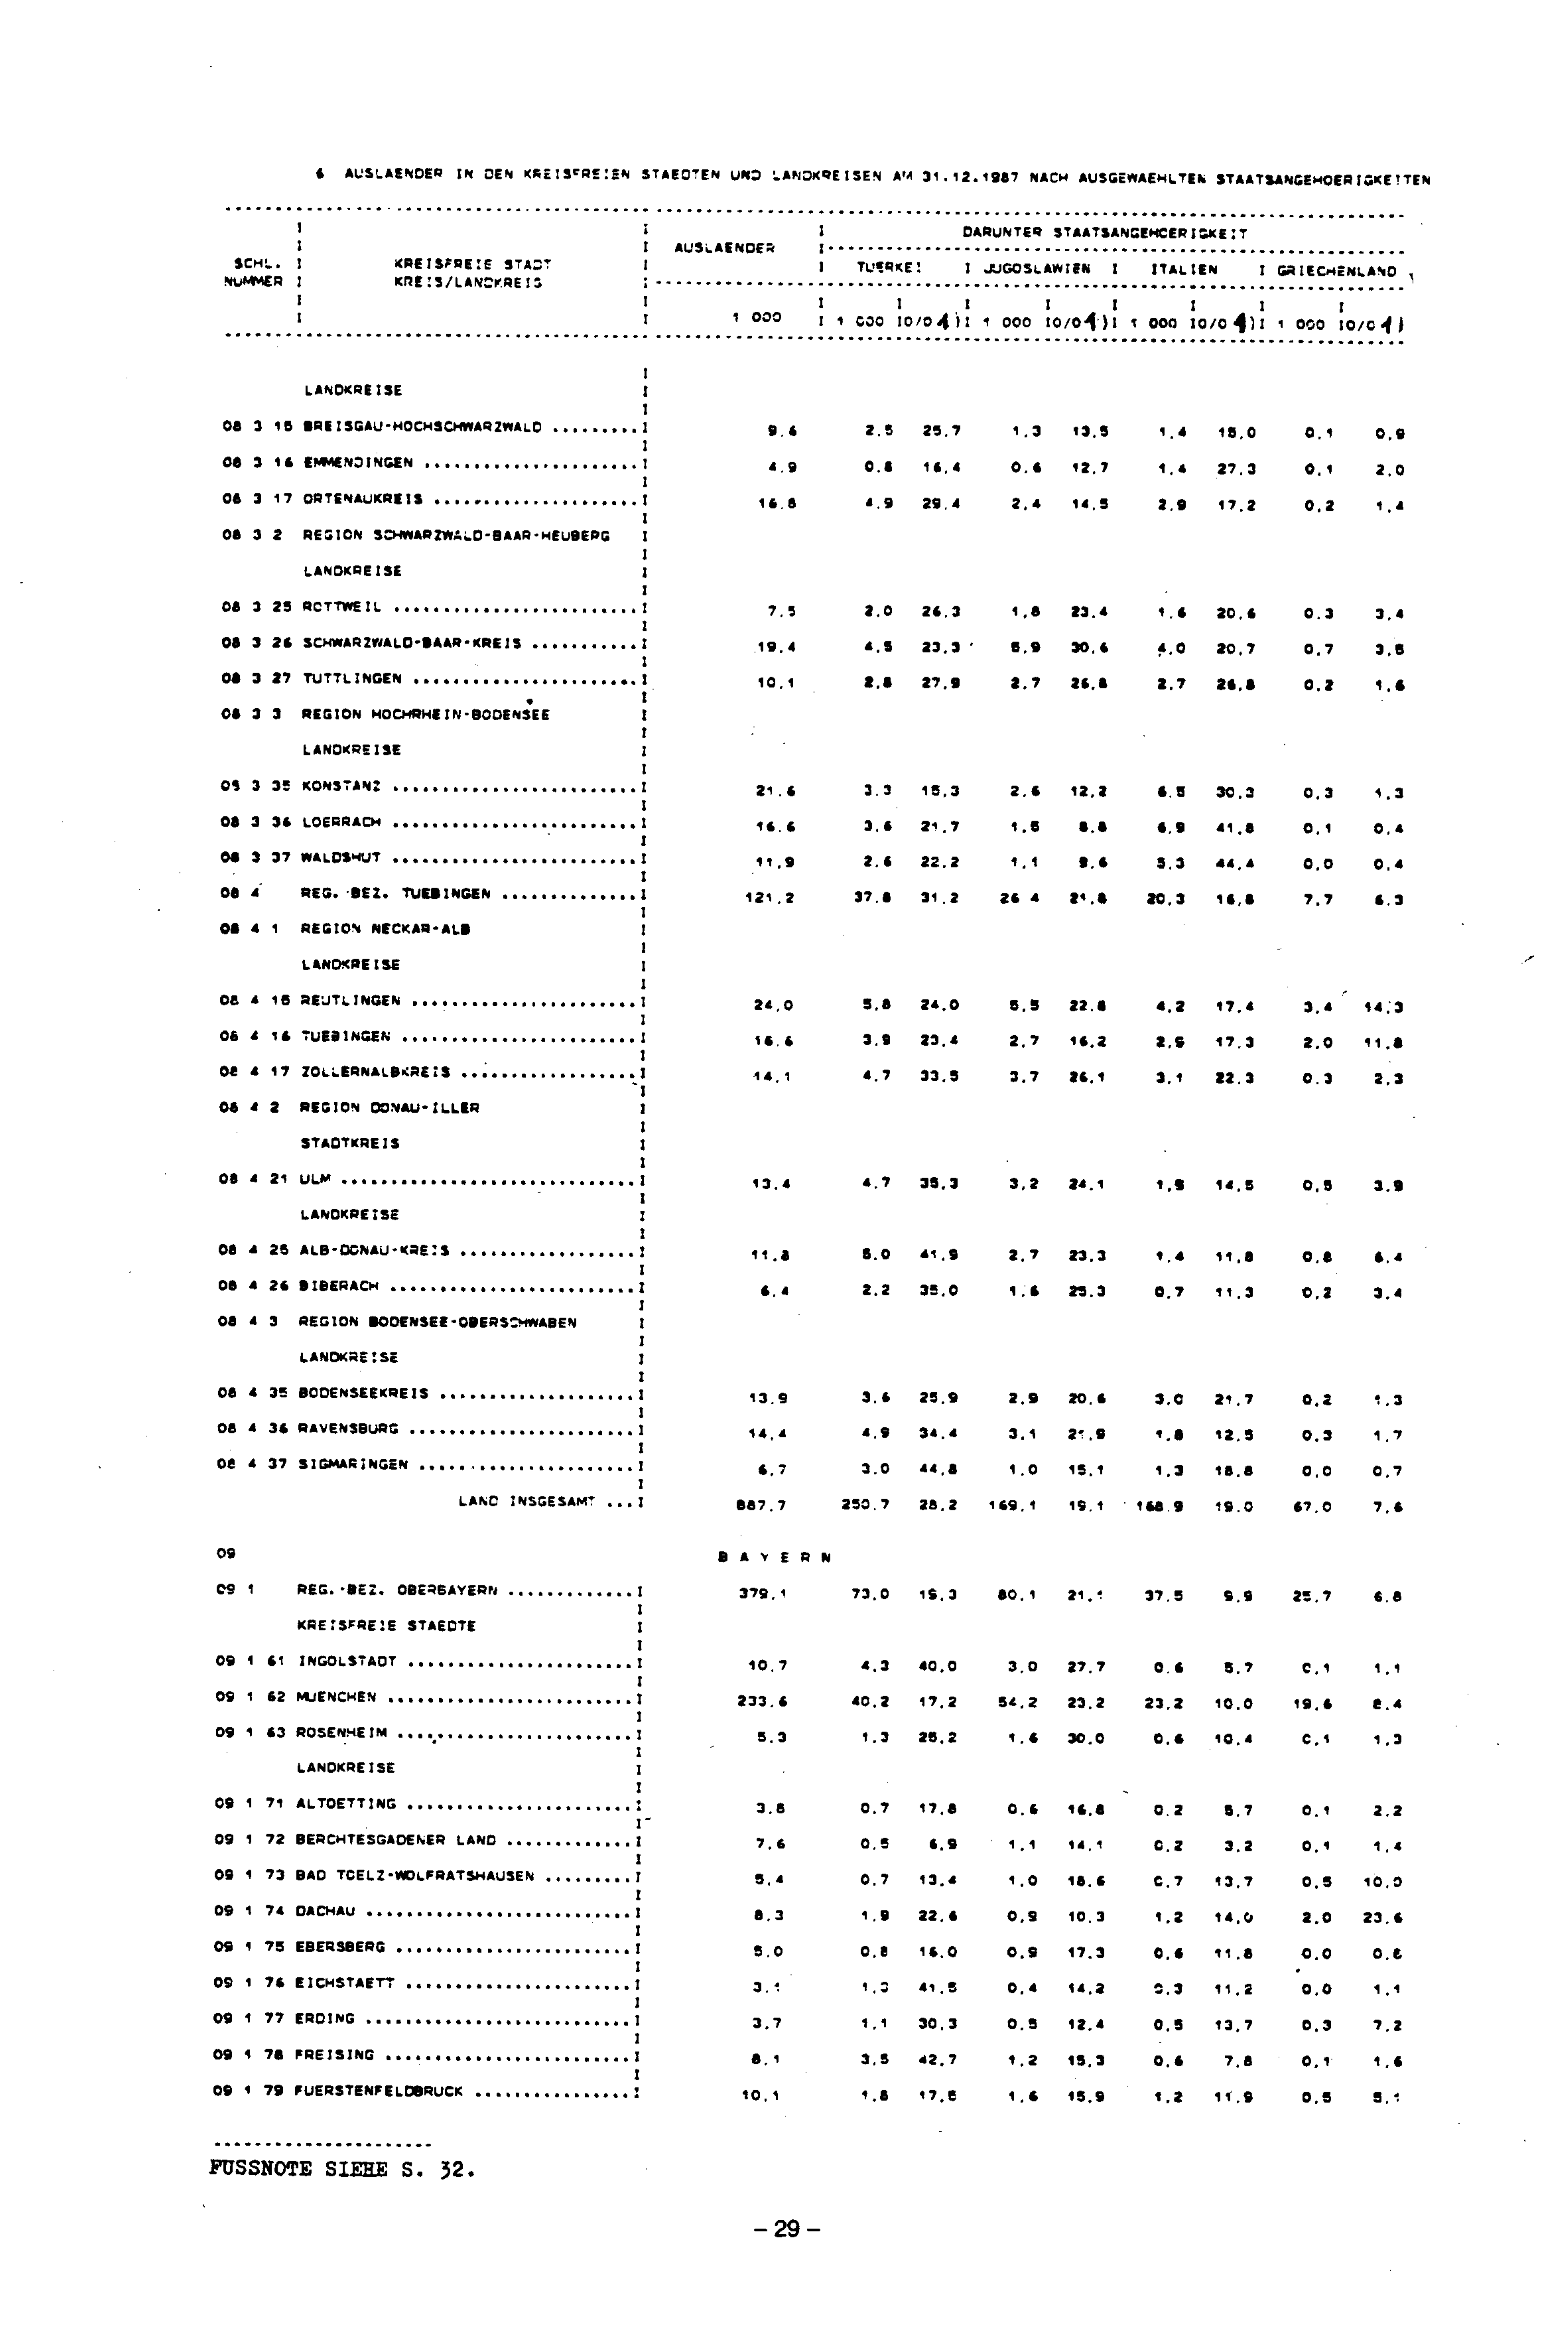 6 AUSLAENDER IN DEN KREISFREIEN STAEDTEN UND LANDKREISEN AM 31.12.1987 NACH AUSGEWAEHLTEN STAATSANGEHOERIGKEITEN
DARUNTER STAATSANGEHOERIGKEIT
AUSLAENDER
SCHL. KREISFREIE STADT TUERKEI JUGOSLAWIEN ITALIEN GRIECHENLAND
NUMMER KREIS/LANDKREIS
1 000 1 000 O/O 1) 1 000 O/O 1) 1 000 O/O 1) 1 000 O/O 1)
LANDKREISE
08 3 15 BREISGAU-HOCHSCHWARZWALD ......... 9.6 2.5 25.7 1.3 13.5 1.4 15.0 0.1 0.9
08 3 16 EMMENDINGEN ..................... 4.9 0.8 16.4 0.6 12.7 1.4 27.3 0.1 2.0
08 3 17 ORTENAUKREIS .................... 16.8 4.9 29.4 2.4 14.5 2.9 17.2 0.2 1.4
08 3 2 REGION SCHWARZWALD-BAAR-HEUBERG
LANDKREISE
08 3 25 ROTTWEIL ........................ 7.5 2.0 26.3 1.8 23.4 1.6 20.6 0.3 3.4
08 3 26 SCHWARZWALD-BAAR-KREIS ........... 19.4 4.5 23.3 5.9 30.6 4.0 20.7 0.7 3.5
08 3 27 TUTTLINGEN ...................... 10.1 2.8 27.9 2.7 26.8 2.7 26.8 0.2 1.6
08 3 3 REGION HOCHRHEIN-BODENSEE
LANDKREISE
08 3 35 KONSTANZ ........................ 21.6 3.3 15.3 2.6 12.2 6.5 30.3 0.3 1.3
08 3 36 LOERRACH ........................ 16.6 3.6 21.7 1.5 8.8 6.9 41.8 0.1 0.4
08 3 37 WALDSHUT ........................ 11.9 2.6 22.2 1.1 9.6 5.3 44.4 0.0 0.4
08 4 REG.-BEZ. TUEBINGEN .............. 121.2 37.8 31.2 26 4 21.8 20.3 16.8 7.7 6.3
08 4 1 REGION NECKAR-ALB
LANDKREISE
08 4 15 REUTLINGEN ...................... 24.0 5.8 24.0 5.5 22.8 4.2 17.4 3.4 14.3
08 4 16 TUEBINGEN ....................... 16.6 3.9 23.4 2.7 16.2 2.9 17.3 2.0 11.8
08 4 17 ZOLLERNALBKREIS ................. 14.1 4.7 33.5 3.7 26.1 3.1 22.3 0.3 2.3
08 4 2 REGION DONAU-ILLER
STADTKREIS
08 4 21 ULM ............................. 13.4 4.7 35.3 3.2 24.1 1.9 14.5 0.5 3.9
LANDKREISE
08 4 25 ALB-DONAU-KREIS ................. 11.8 5.0 41.9 2.7 23.3 1.4 11.8 0.8 6.4
08 4 26 BIBERACH ........................ 6.4 2.2 35.0 1.6 25.3 0.7 11.3 0.2 3.4
08 4 3 REGION BODENSEE-OBERSCHWABEN
LANDKREISE
08 4 35 BODENSEEKREIS ................... 13.9 3.6 25.9 2.9 20.6 3.0 21.7 0.2 1.3
08 4 36 RAVENSBURG ...................... 14.4 4.9 34.4 3.1 21.9 1.8 12.5 0.3 1.7
08 4 37 SIGMARINGEN ..................... 6.7 3.0 44.8 1.0 15.1 1.3 18.8 0.0 0.7
LAND INSGESAMT ... 887.7 250.7 28.2 169.1 19.1 168.9 19.0 67.0 7.6
09 B A Y E R N
09 1 REG.-BEZ. OBERBAYERN ............. 379.1 73.0 19.3 80.1 21.1 37.5 9.9 25.7 6.8
KREISFREIE STAEDTE
09 1 61 INGOLSTADT ...................... 10.7 4.3 40.0 3.0 27.7 0.6 5.7 0.1 1.1
09 1 62 MUENCHEN ........................ 233.6 40.2 17.2 54.2 23.2 23.2 10.0 19.6 8.4
09 1 63 ROSENHEIM ....................... 5.3 1.3 25.2 1.6 30.0 0.6 10.4 0.1 1.3
LANDKREISE
09 1 71 ALTOETTING ...................... 3.8 0.7 17.8 0.6 16.8 0.2 5.7 0.1 2.2
09 1 72 BERCHTESGADENER LAND ............. 7.6 0.5 6.9 1.1 14.1 0.2 3.2 0.1 1.4
09 1 73 BAD TOELZ-WOLFRATSHAUSEN ......... 5.4 0.7 13.4 1.0 18.6 0.7 13.7 0.5 10.0
09 1 74 DACHAU .......................... 8.3 1.9 22.6 0.9 10.3 1.2 14.0 2.0 23.6
09 1 75 EBERSBERG ....................... 5.0 0.8 16.0 0.9 17.3 0.6 11.8 0.0
09 1 76 EICHSTAETT ...................... 3.1 1.3 41.5 0.4 14.2 0.3 11.2 0.0 1.1
09 1 77 ERDING .......................... 3.7 1.1 30.3 0.5 12.4 0.5 13.7 0.3 7.2
09 1 78 FREISING ........................ 8.1 3.5 42.7 1.2 15.3 0.6 7.8 0.1 1.6
09 1 79 FUERSTENFELDBRUCK ............... 10.1 1.8 1.6 15.9 1.2 11.9 0.5 5.1
FUSSNOTE SIEHE S. 32.
– 29 –